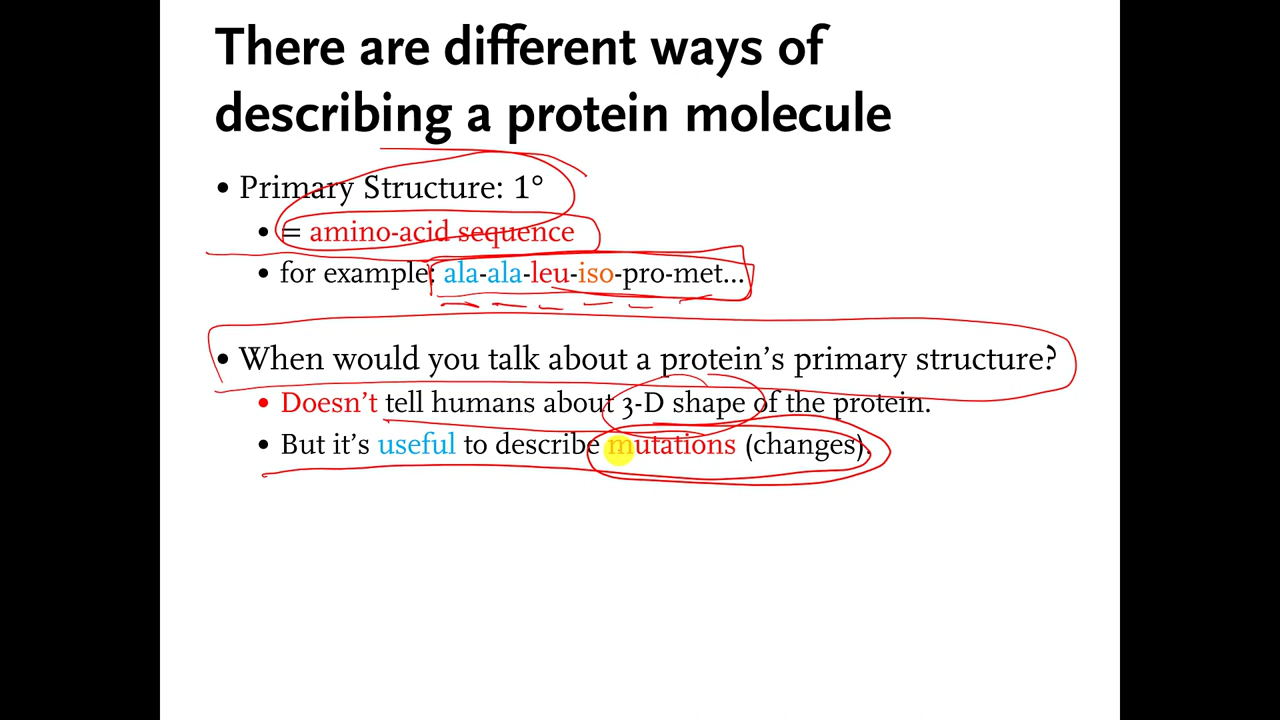 There are different ways of
describing a protein molecule
• Primary Structure: 1°
• = amino-acid sequence
• for example: ala-ala-leu-iso-pro-met...
• When would you talk about a protein's primary structure?
• Doesn't tell humans about 3-D shape of the protein.
• But it's useful to describe mutations (changes).